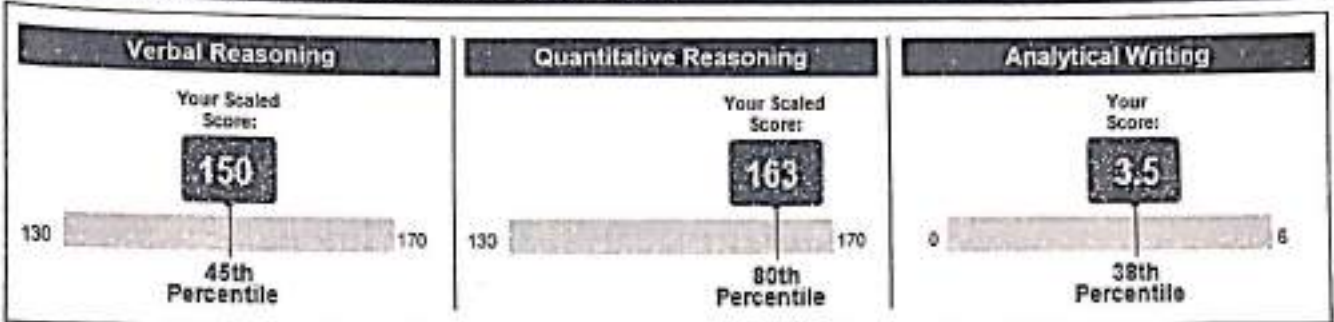 Verbal Reasoning
Your Scaled
Score:
150
130
170
45th
Percentile
Quantitative Reasoning
Your Scaled
Score:
163
130
170
80th
Percentile
Analytical Writing
Your
Score:
3.5
0
6
38th
Percentile